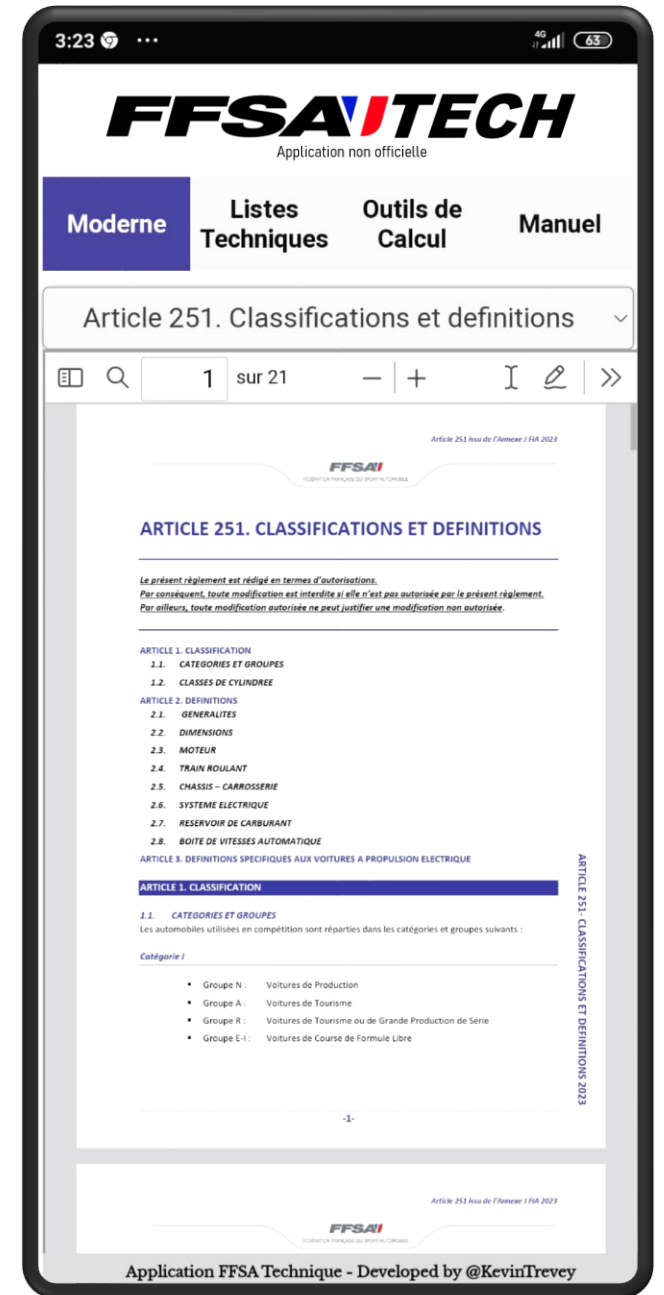 3:23 ...
4G 63
FFSA TECH
Application non officielle
Moderne
Listes Techniques
Outils de Calcul
Manuel
Article 251. Classifications et definitions
1 sur 21
Article 251 issu de l'Annexe J FIA 2023
FFSA
FÉDÉRATION FRANÇAISE DU SPORT AUTOMOBILE
ARTICLE 251. CLASSIFICATIONS ET DEFINITIONS
Le présent règlement est rédigé en termes d'autorisations.
Par conséquent, toute modification est interdite si elle n'est pas autorisée par le présent règlement.
Par ailleurs, toute modification autorisée ne peut justifier une modification non autorisée.
ARTICLE 1. CLASSIFICATION
1.1. CATEGORIES ET GROUPES
1.2. CLASSES DE CYLINDREE
ARTICLE 2. DEFINITIONS
2.1. GENERALITES
2.2. DIMENSIONS
2.3. MOTEUR
2.4. TRAIN ROULANT
2.5. CHASSIS – CARROSSERIE
2.6. SYSTEME ELECTRIQUE
2.7. RESERVOIR DE CARBURANT
2.8. BOITE DE VITESSES AUTOMATIQUE
ARTICLE 3. DEFINITIONS SPECIFIQUES AUX VOITURES A PROPULSION ELECTRIQUE
ARTICLE 1. CLASSIFICATION
1.1. CATEGORIES ET GROUPES
Les automobiles utilisées en compétition sont réparties dans les catégories et groupes suivants :
Catégorie I
▪ Groupe N : Voitures de Production
▪ Groupe A : Voitures de Tourisme
▪ Groupe R : Voitures de Tourisme ou de Grande Production de Série
▪ Groupe E-I : Voitures de Course de Formule Libre
ARTICLE 251- CLASSIFICATIONS ET DEFINITIONS 2023
-1-
Article 251 issu de l'Annexe J FIA 2023
FFSA
FÉDÉRATION FRANÇAISE DU SPORT AUTOMOBILE
Application FFSA Technique - Developed by @KevinTrevey